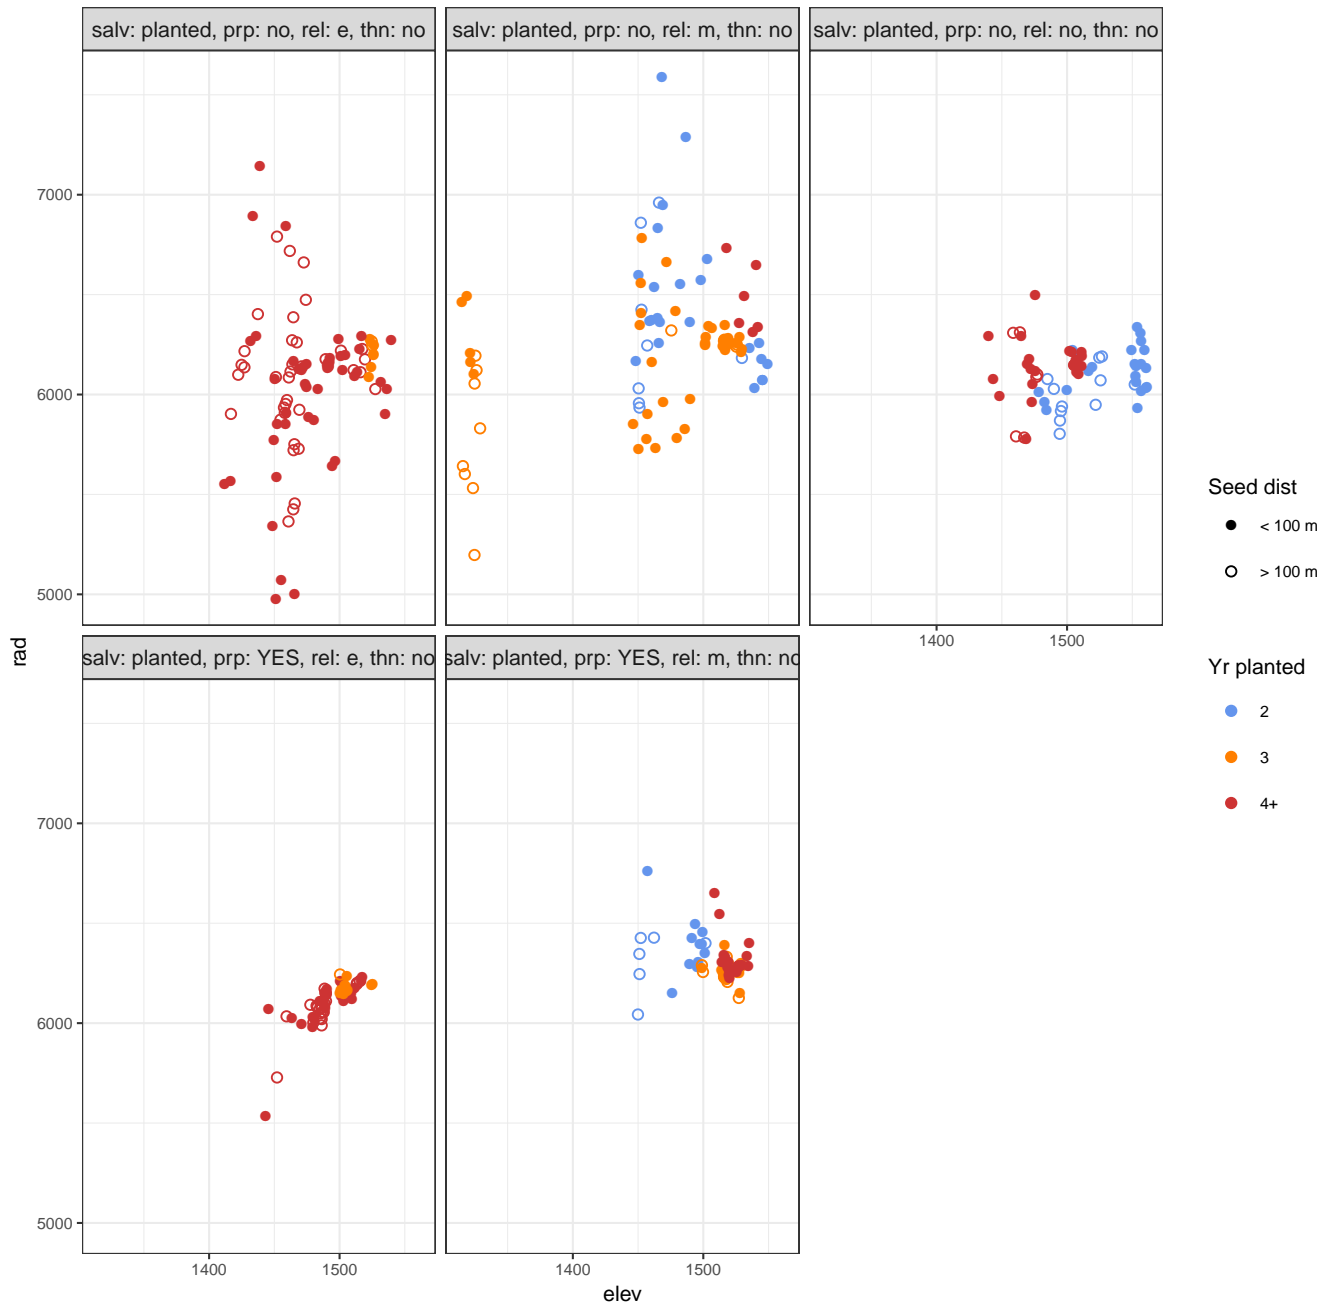 salv: planted, prp: no, rel: e, thn: no
salv: planted, prp: no, rel: m, thn: no
salv: planted, prp: no, rel: no, thn: no
7000
6000
5000
1400
1500
rad
salv: planted, prp: YES, rel: e, thn: no
salv: planted, prp: YES, rel: m, thn: no
7000
6000
5000
1400
1500
1400
1500
elev
Seed dist
< 100 m
> 100 m
Yr planted
2
3
4+